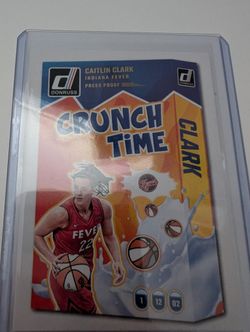 DONRUSS
CAITLIN CLARK
INDIANA FEVER
PRESS PROOF
CRUNCH
TIME
CLARK
FEVER
22
1 12 02